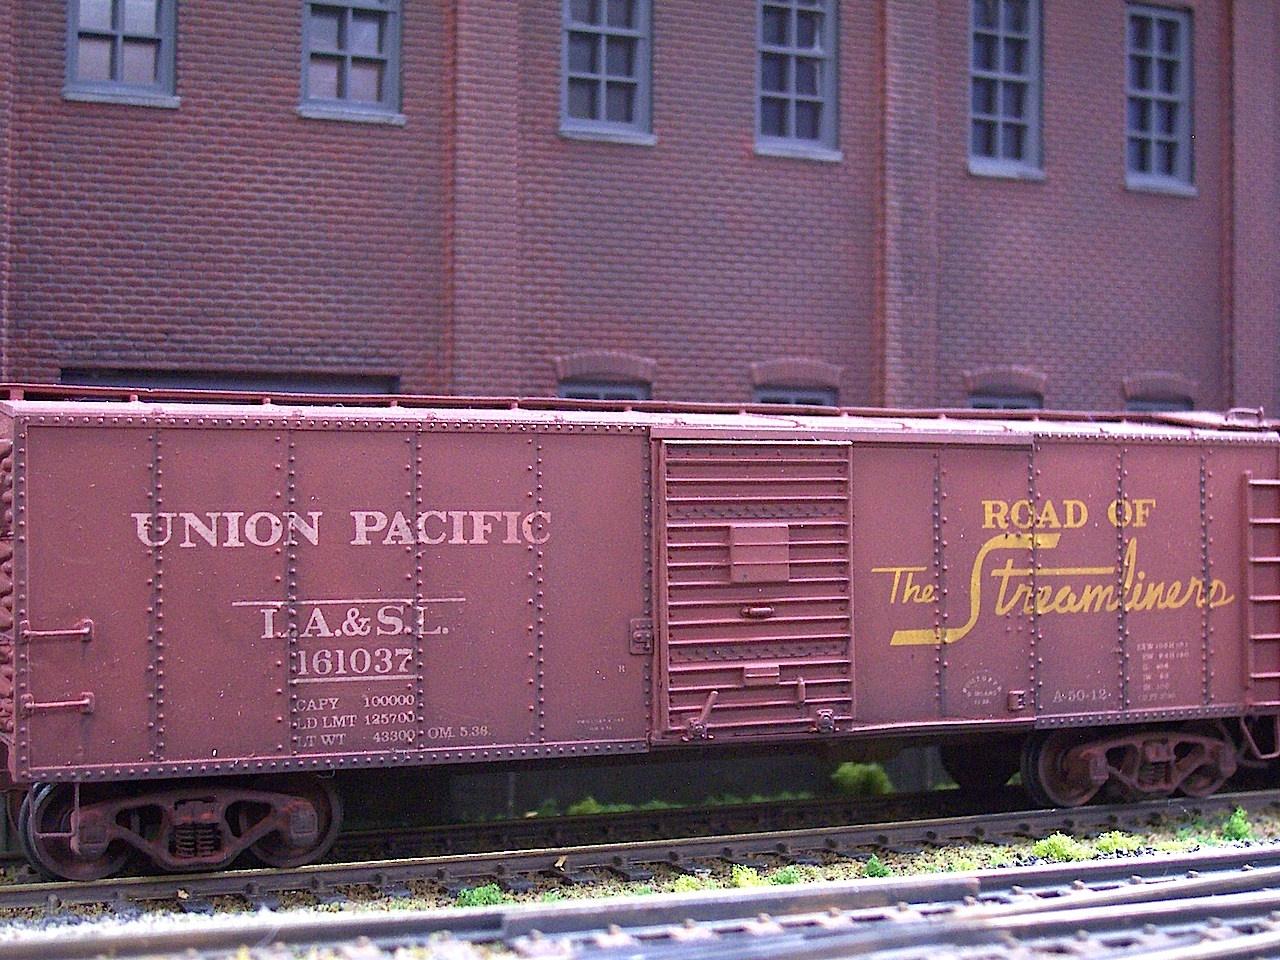 UNION PACIFIC
L.A.&S.L.
161037
CAPY 100000
LD LMT 125700
LT WT 43300 OM. 5.36.
R
ROAD OF
The Streamliners
A-50-12-